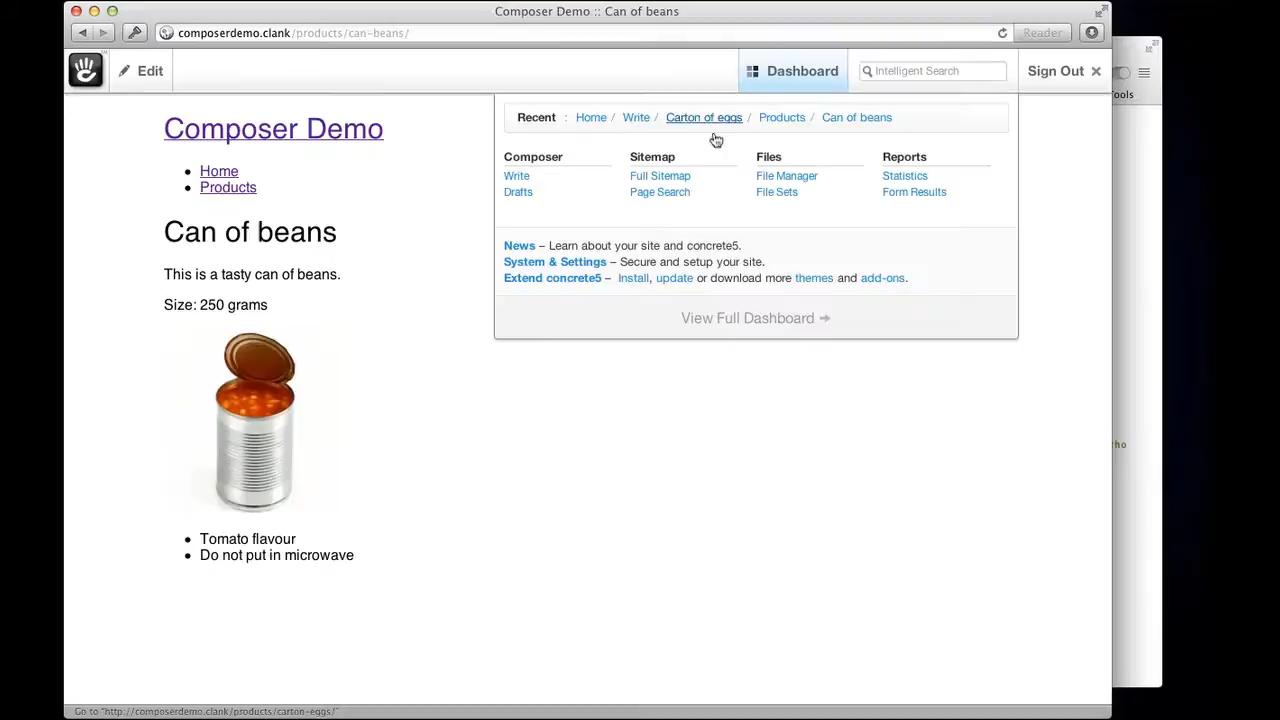 Composer Demo :: Can of beans
composerdemo.clank/products/can-beans/
Reader
Edit
Dashboard
Intelligent Search
Sign Out ×
Tools
Composer Demo
Recent : Home / Write / Carton of eggs / Products / Can of beans
Composer Sitemap Files Reports
Write Full Sitemap File Manager Statistics
Drafts Page Search File Sets Form Results
• Home
• Products
Can of beans
News – Learn about your site and concrete5.
System & Settings – Secure and setup your site.
Extend concrete5 – Install, update or download more themes and add-ons.
View Full Dashboard
This is a tasty can of beans.
Size: 250 grams
• Tomato flavour
• Do not put in microwave
Go to "http://composerdemo.clank/products/carton-eggs/"